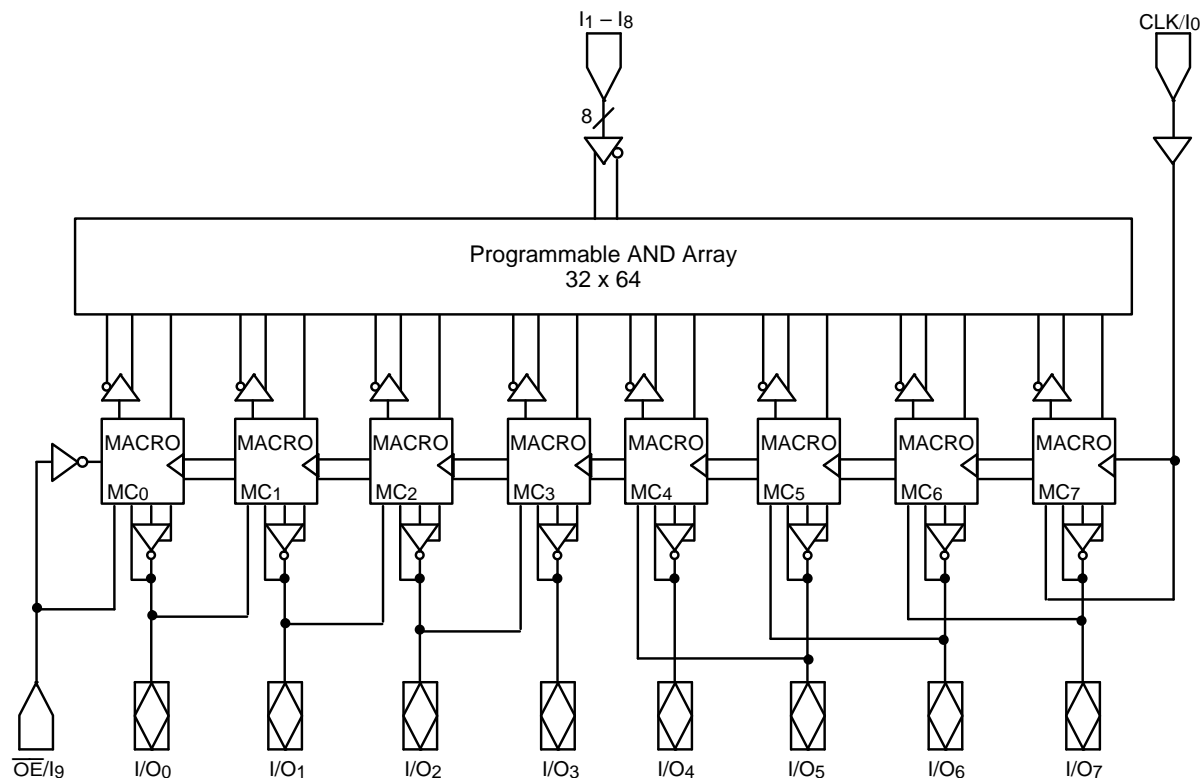 I1 – I8
CLK/I0
8
Programmable AND Array
32 x 64
MACRO MACRO MACRO MACRO MACRO MACRO MACRO MACRO
MC0 MC1 MC2 MC3 MC4 MC5 MC6 MC7
O̅E̅/I9 I/O0 I/O1 I/O2 I/O3 I/O4 I/O5 I/O6 I/O7